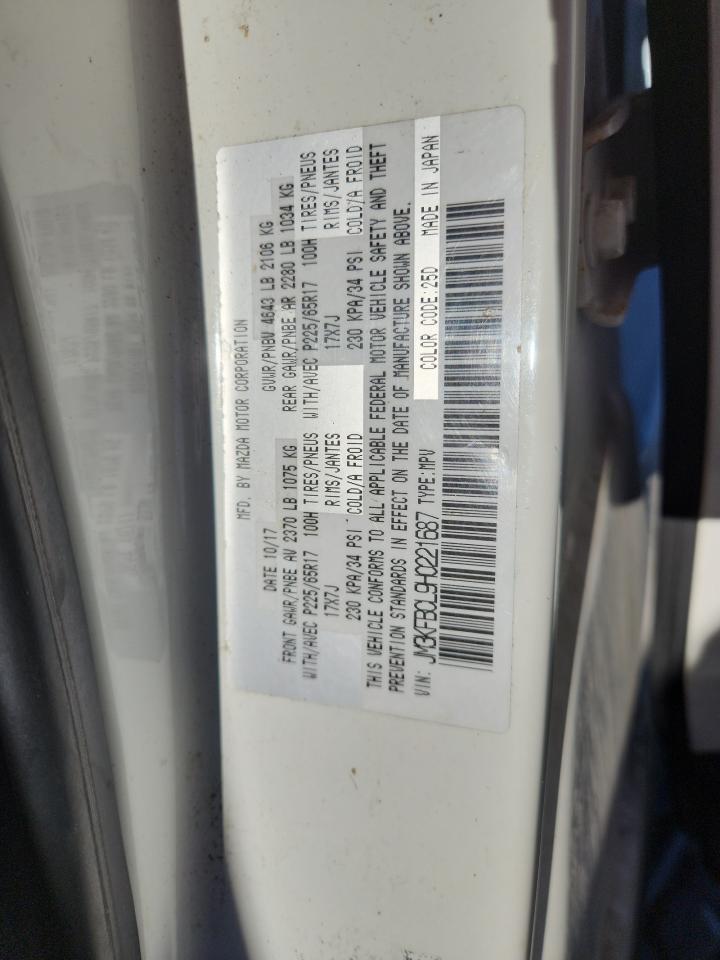 MFD. BY MAZDA MOTOR CORPORATION
DATE 10/17 GVWR/PNBV 4643 LB 2106 KG
FRONT GAWR/PNBE AV 2370 LB 1075 KG REAR GAWR/PNBE AR 2280 LB 1034 KG
WITH/AVEC P225/65R17 100H TIRES/PNEUS WITH/AVEC P225/65R17 100H TIRES/PNEUS
17X7J RIMS/JANTES 17X7J RIMS/JANTES
230 KPA/34 PSI COLD/A FROID 230 KPA/34 PSI COLD/A FROID
THIS VEHICLE CONFORMS TO ALL APPLICABLE FEDERAL MOTOR VEHICLE SAFETY AND THEFT
PREVENTION STANDARDS IN EFFECT ON THE DATE OF MANUFACTURE SHOWN ABOVE.
VIN: JM3KFBCL9H0221687 TYPE:MPV COLOR CODE:25D MADE IN JAPAN